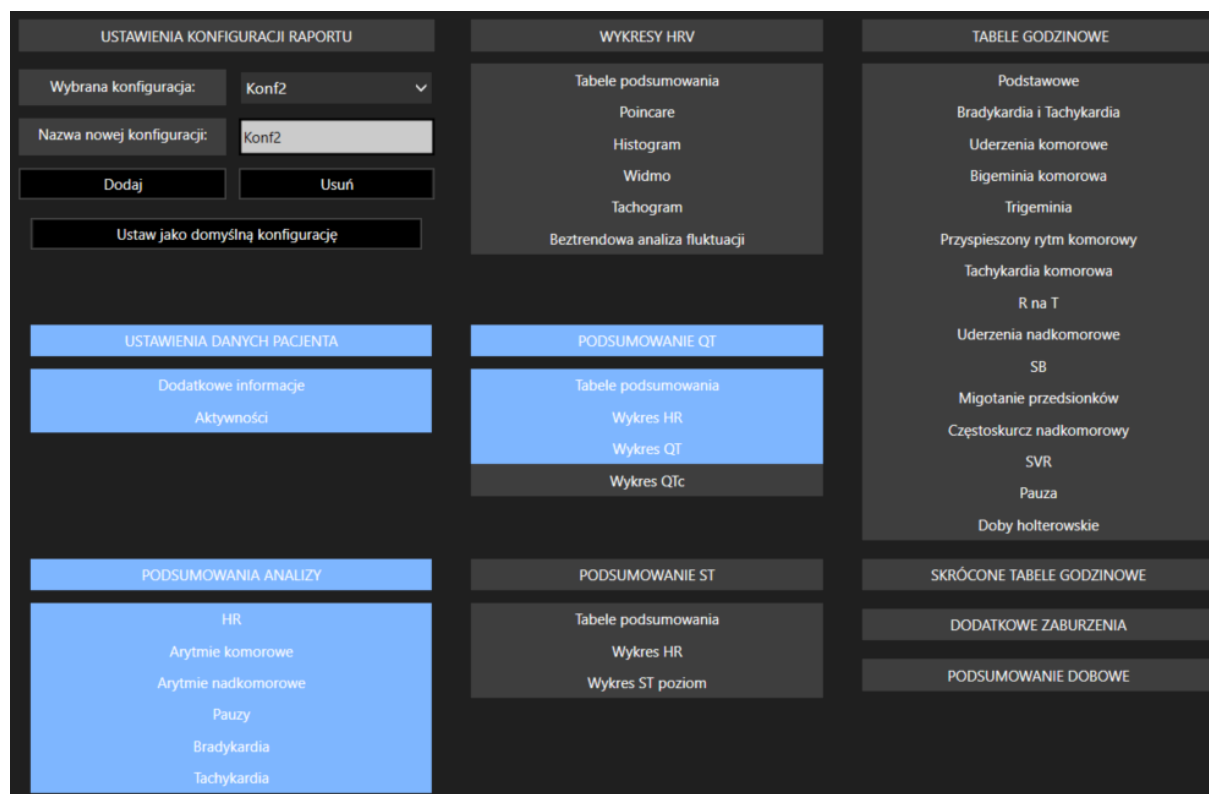 USTAWIENIA KONFIGURACJI RAPORTU
Wybrana konfiguracja:
Konf2
Nazwa nowej konfiguracji:
Konf2
Dodaj
Usuń
Ustaw jako domyślną konfigurację
USTAWIENIA DANYCH PACJENTA
Dodatkowe informacje
Aktywności
PODSUMOWANIA ANALIZY
HR
Arytmie komorowe
Arytmie nadkomorowe
Pauzy
Bradykardia
Tachykardia
WYKRESY HRV
Tabele podsumowania
Poincare
Histogram
Widmo
Tachogram
Beztrendowa analiza fluktuacji
PODSUMOWANIE QT
Tabele podsumowania
Wykres HR
Wykres QT
Wykres QTc
PODSUMOWANIE ST
Tabele podsumowania
Wykres HR
Wykres ST poziom
TABELE GODZINOWE
Podstawowe
Bradykardia i Tachykardia
Uderzenia komorowe
Bigeminia komorowa
Trigeminia
Przyspieszony rytm komorowy
Tachykardia komorowa
R na T
Uderzenia nadkomorowe
SB
Migotanie przedsionków
Częstoskurcz nadkomorowy
SVR
Pauza
Doby holterowskie
SKRÓCONE TABELE GODZINOWE
DODATKOWE ZABURZENIA
PODSUMOWANIE DOBOWE